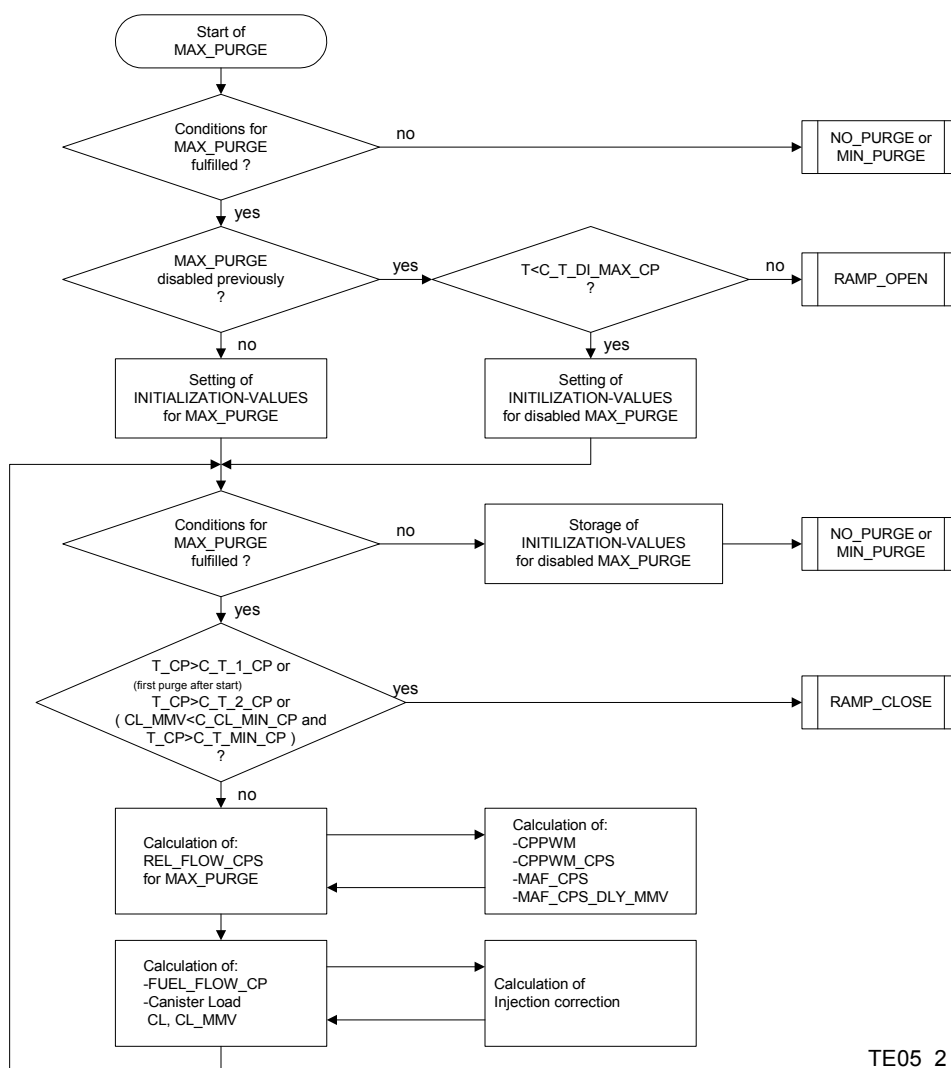 Start of
MAX_PURGE
Conditions for
MAX_PURGE
fulfilled ?
no
NO_PURGE or
MIN_PURGE
yes
MAX_PURGE
disabled previously
?
yes
T<C_T_DI_MAX_CP
?
no
RAMP_OPEN
no
yes
Setting of
INITIALIZATION-VALUES
for MAX_PURGE
Setting of
INITILIZATION-VALUES
for disabled MAX_PURGE
Conditions for
MAX_PURGE
fulfilled ?
no
Storage of
INITILIZATION-VALUES
for disabled MAX_PURGE
NO_PURGE or
MIN_PURGE
yes
T_CP>C_T_1_CP or
(first purge after start)
T_CP>C_T_2_CP or
( CL_MMV<C_CL_MIN_CP and
T_CP>C_T_MIN_CP )
?
yes
RAMP_CLOSE
no
Calculation of:
REL_FLOW_CPS
for MAX_PURGE
Calculation of:
-CPPWM
-CPPWM_CPS
-MAF_CPS
-MAF_CPS_DLY_MMV
Calculation of:
-FUEL_FLOW_CP
-Canister Load
CL, CL_MMV
Calculation of
Injection correction
TE05_2